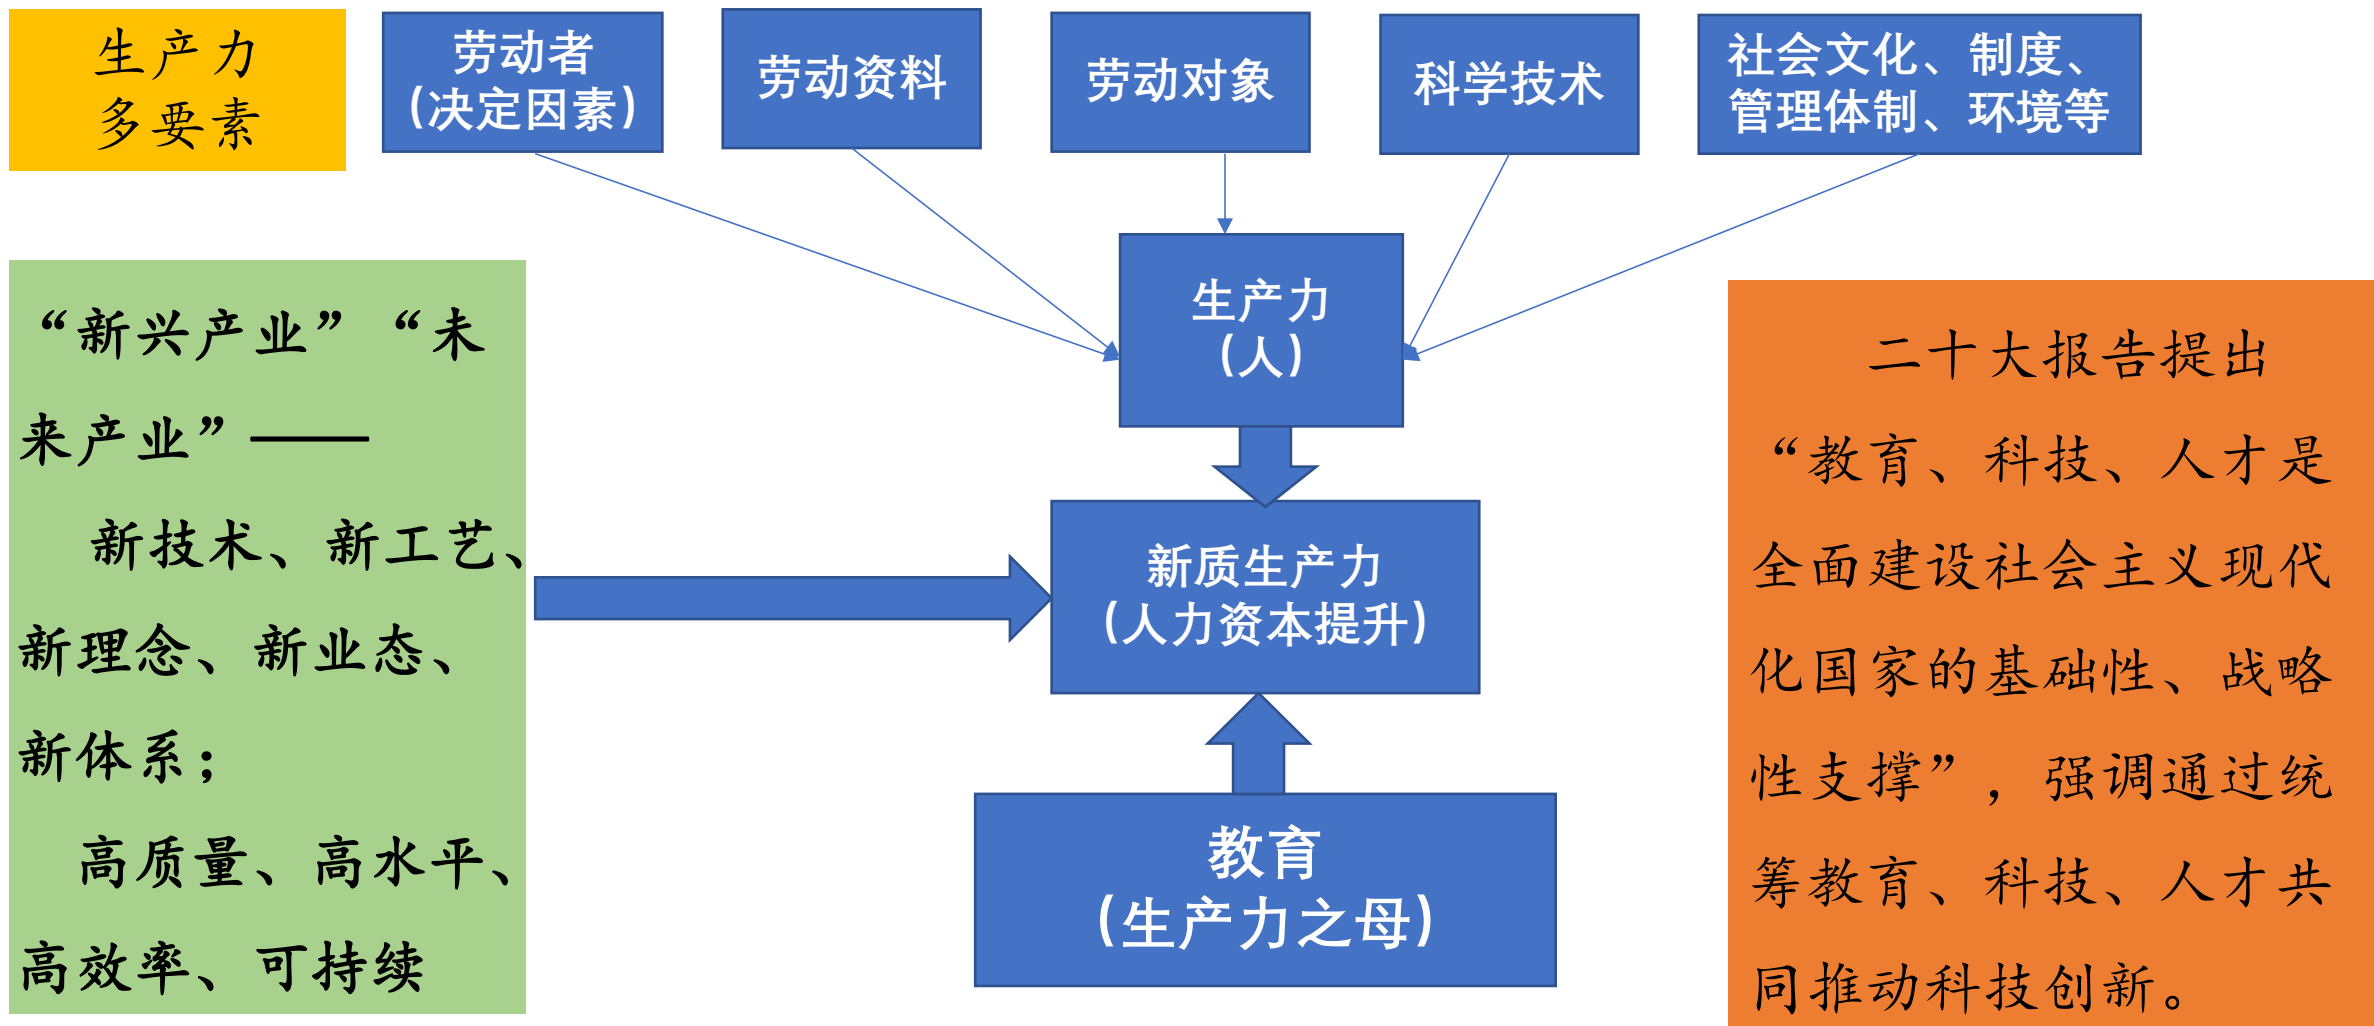 生产力
多要素
劳动者
(决定因素)
劳动资料
劳动对象
科学技术
社会文化、制度、
管理体制、环境等
生产力
(人)
“新兴产业”“未
来产业”——
新技术、新工艺、
新理念、新业态、
新体系；
高质量、高水平、
高效率、可持续
新质生产力
(人力资本提升)
教育
(生产力之母)
二十大报告提出
“教育、科技、人才是
全面建设社会主义现代
化国家的基础性、战略
性支撑”，强调通过统
筹教育、科技、人才共
同推动科技创新。